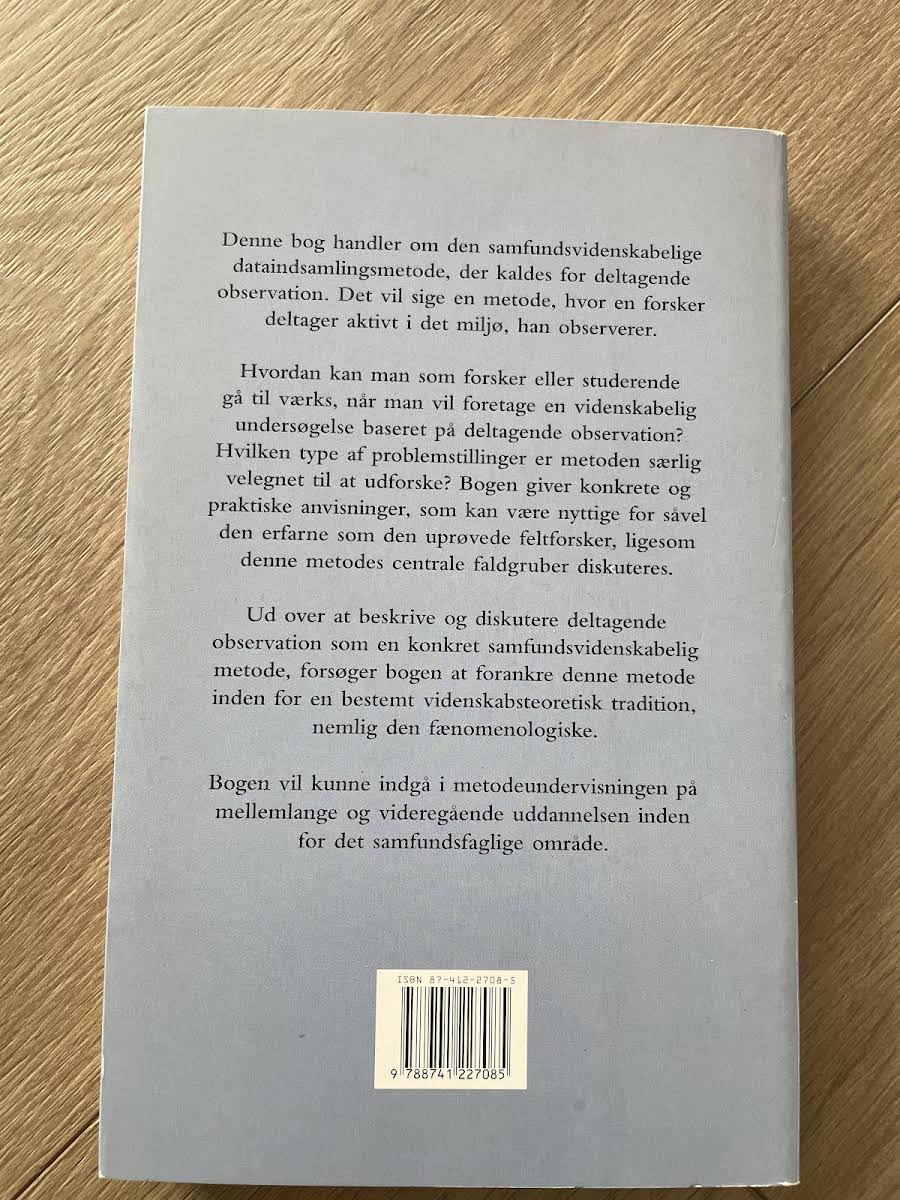 Denne bog handler om den samfundsvidenskabelige
dataindsamlingsmetode, der kaldes for deltagende
observation. Det vil sige en metode, hvor en forsker
deltager aktivt i det miljø, han observerer.
Hvordan kan man som forsker eller studerende
gå til værks, når man vil foretage en videnskabelig
undersøgelse baseret på deltagende observation?
Hvilken type af problemstillinger er metoden særlig
velegnet til at udforske? Bogen giver konkrete og
praktiske anvisninger, som kan være nyttige for såvel
den erfarne som den uprøvede feltforsker, ligesom
denne metodes centrale faldgruber diskuteres.
Ud over at beskrive og diskutere deltagende
observation som en konkret samfundsvidenskabelig
metode, forsøger bogen at forankre denne metode
inden for en bestemt videnskabsteoretisk tradition,
nemlig den fænomenologiske.
Bogen vil kunne indgå i metodeundervisningen på
mellemlange og videregående uddannelsen inden
for det samfundsfaglige område.
ISBN 87-412-2708-5
9 788741 227085